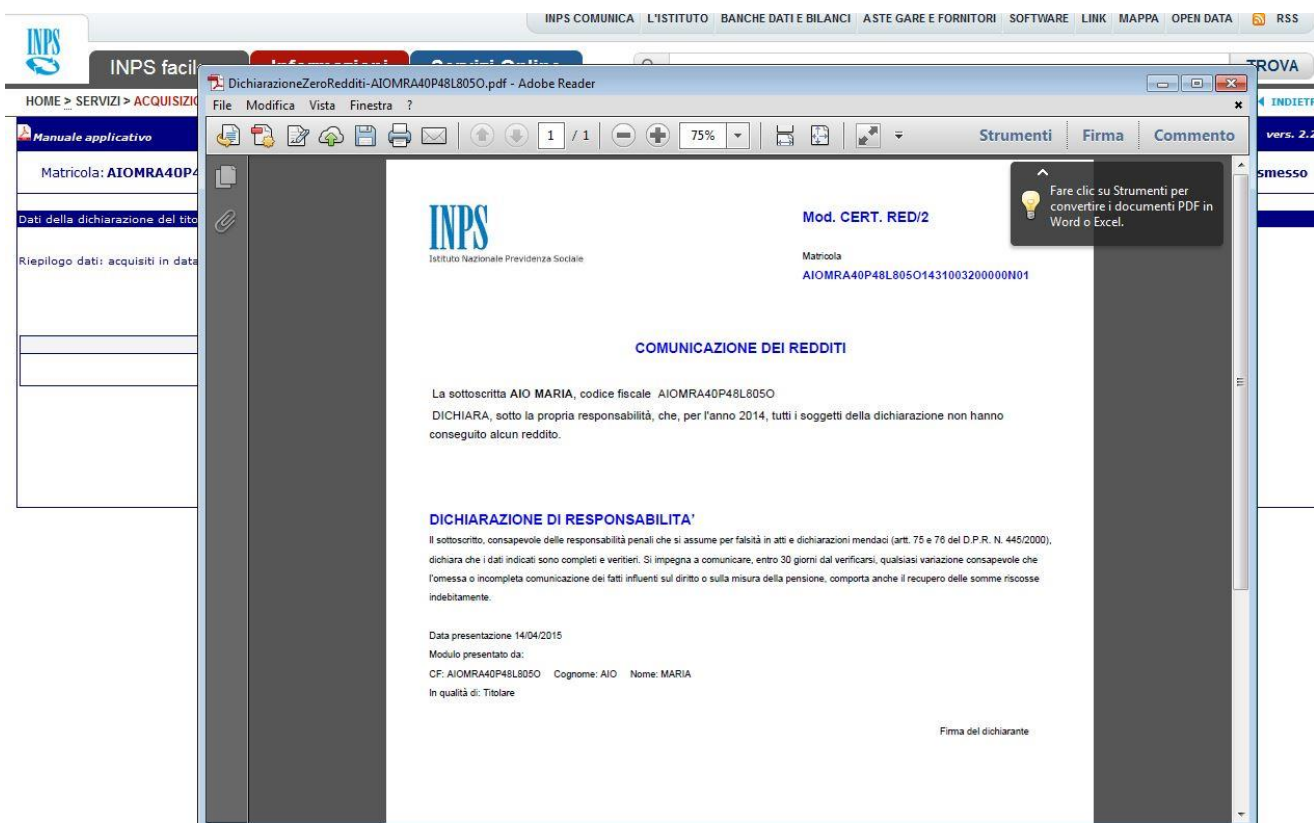 INPS COMUNICA L'ISTITUTO BANCHE DATI E BILANCI ASTE GARE E FORNITORI SOFTWARE LINK MAPPA OPEN DATA RSS
INPS
INPS facil
TROVA
HOME > SERVIZI > ACQUISIZIO
INDIETR
Manuale applicativo
vers. 2.2
Matricola: AIOMRA40P4
smesso
Dati della dichiarazione del tito
Riepilogo dati: acquisiti in data
DichiarazioneZeroRedditi-AIOMRA40P48L805O.pdf - Adobe Reader
File Modifica Vista Finestra ?
1 / 1 75% Strumenti Firma Commento
Fare clic su Strumenti per
convertire i documenti PDF in
Word o Excel.
INPS
Istituto Nazionale Previdenza Sociale
Mod. CERT. RED/2
Matricola
AIOMRA40P48L805O1431003200000N01
COMUNICAZIONE DEI REDDITI
La sottoscritta AIO MARIA, codice fiscale AIOMRA40P48L805O
DICHIARA, sotto la propria responsabilità, che, per l'anno 2014, tutti i soggetti della dichiarazione non hanno
conseguito alcun reddito.
DICHIARAZIONE DI RESPONSABILITA'
Il sottoscritto, consapevole delle responsabilità penali che si assume per falsità in atti e dichiarazioni mendaci (artt. 75 e 76 del D.P.R. N. 445/2000),
dichiara che i dati indicati sono completi e veritieri. Si impegna a comunicare, entro 30 giorni dal verificarsi, qualsiasi variazione consapevole che
l'omessa o incompleta comunicazione dei fatti influenti sul diritto o sulla misura della pensione, comporta anche il recupero delle somme riscosse
indebitamente.
Data presentazione 14/04/2015
Modulo presentato da:
CF: AIOMRA40P48L805O Cognome: AIO Nome: MARIA
In qualità di: Titolare
Firma del dichiarante